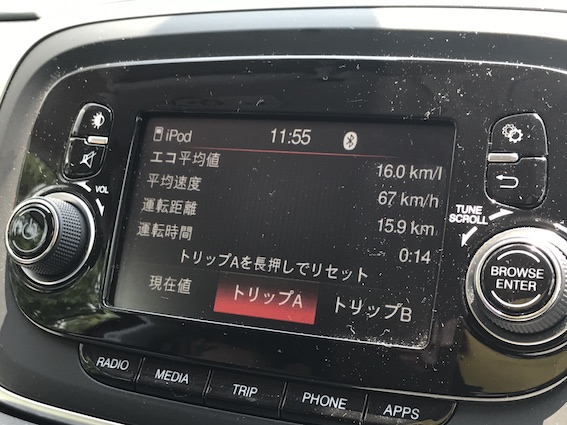 iPod 11:55
エコ平均値 16.0 km/l
平均速度 67 km/h
運転距離 15.9 km
運転時間 0:14
トリップAを長押しでリセット
現在値 トリップA トリップB
VOL
TUNE
SCROLL
BROWSE
ENTER
RADIO MEDIA TRIP PHONE APPS